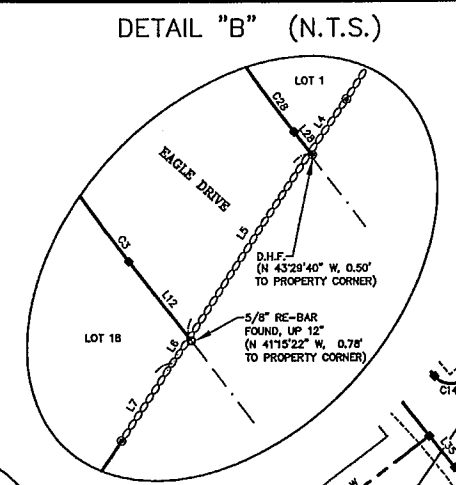 DETAIL "B" (N.T.S.)
LOT 1
C28
L4
L28
EAGLE DRIVE
L5
D.H.F.
(N 43°29'40" W, 0.50'
TO PROPERTY CORNER)
C3
L12
5/8" RE-BAR
FOUND, UP 12"
(N 41°15'22" W, 0.78'
TO PROPERTY CORNER)
LOT 18
L6
L7
C14
L35
W